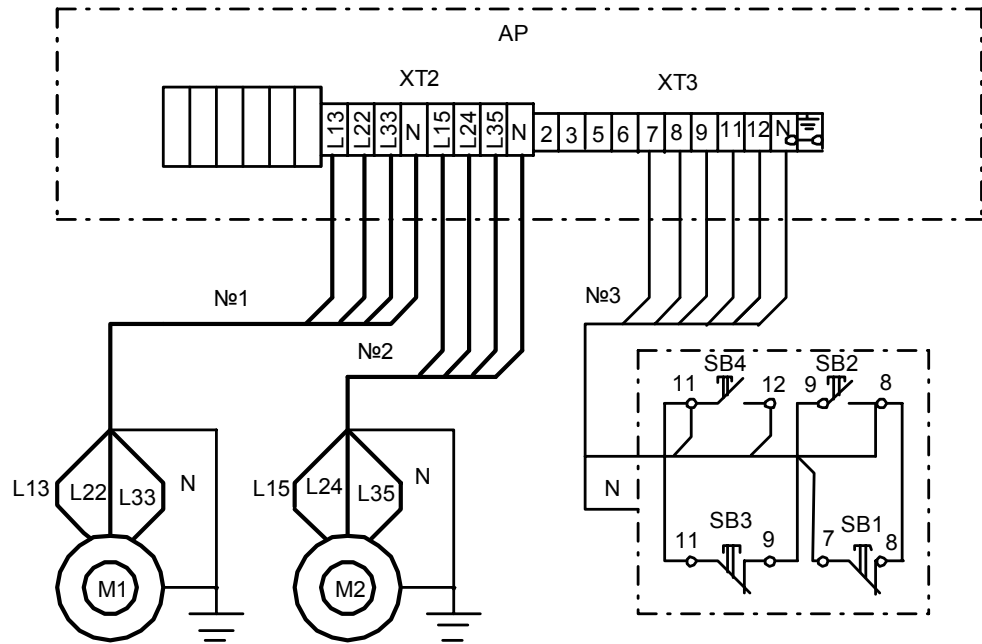 AP
XT2
XT3
L13 L22 L33 N L15 L24 L35 N 2 3 5 6 7 8 9 11 12 N
№1
№3
№2
SB4 SB2
11 12 9 8
L13 L22 L33 N
L15 L24 L35 N
N
SB3 SB1
11 9 7 8
M1
M2